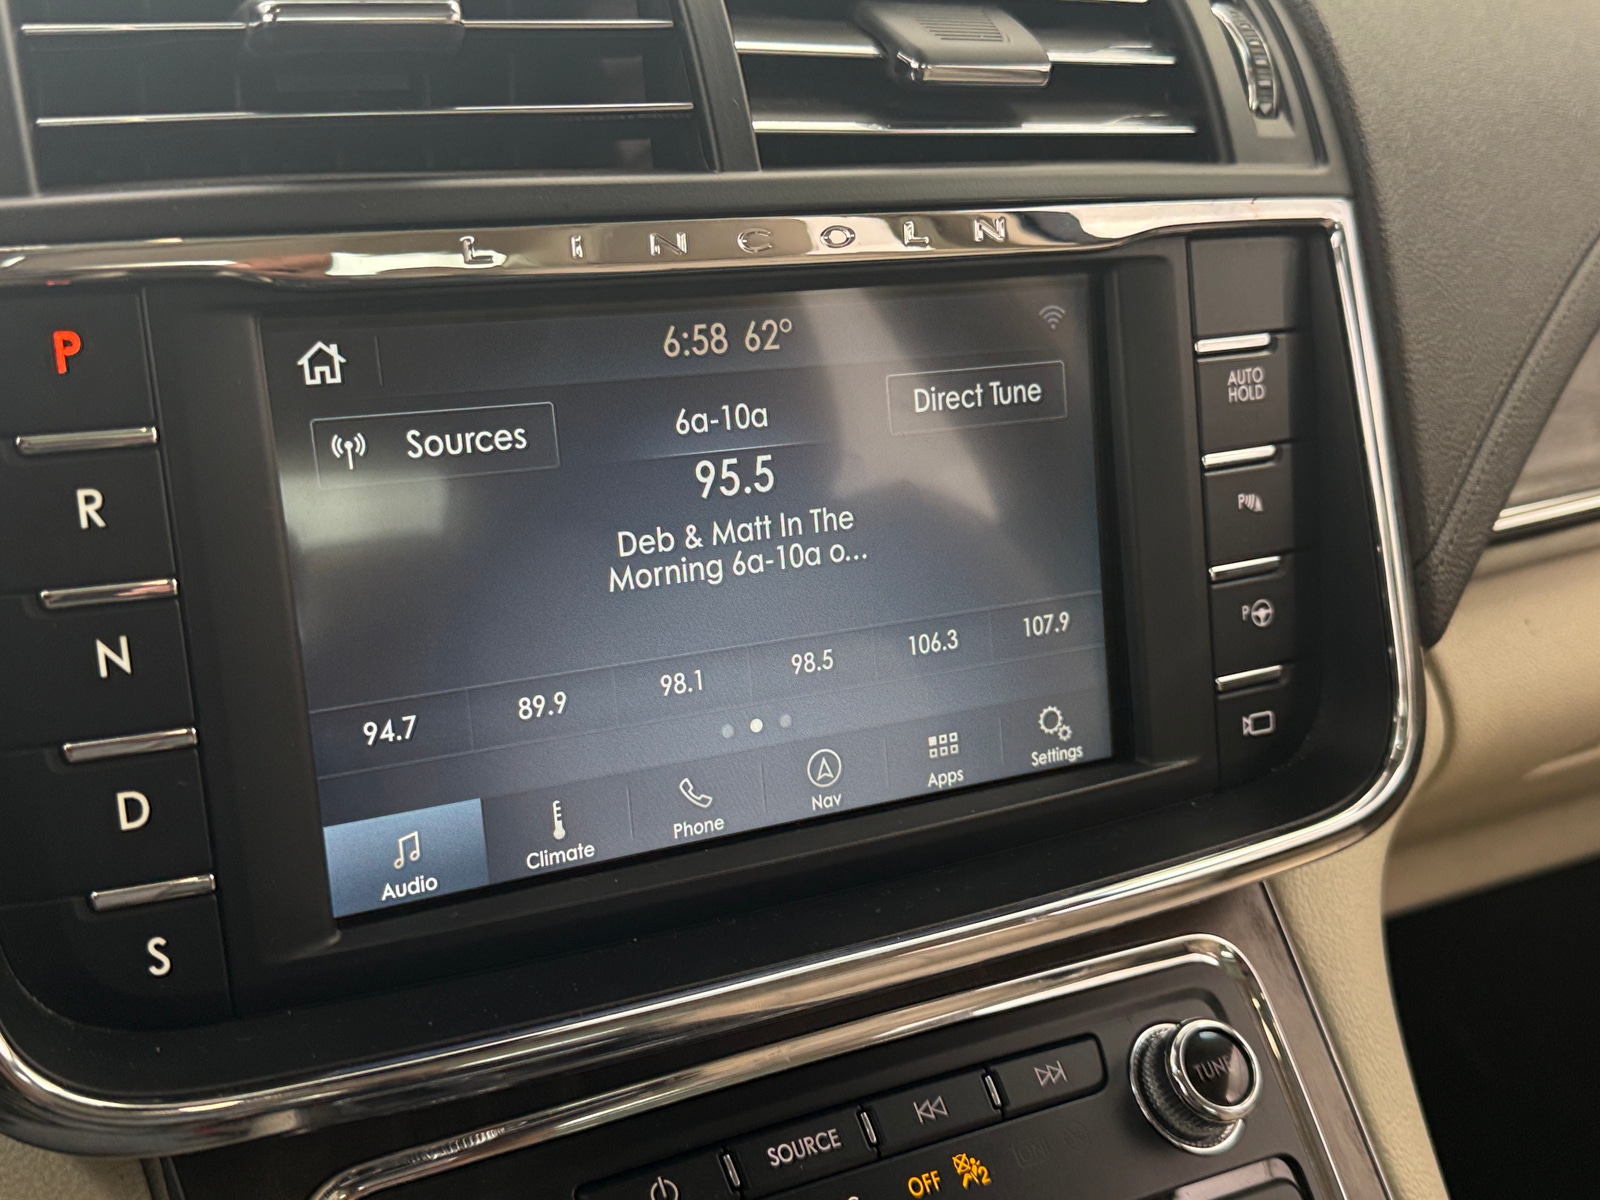 LINCOLN
P
R
N
D
S
6:58 62°
Sources
6a-10a
Direct Tune
95.5
Deb & Matt In The
Morning 6a-10a o...
94.7 89.9 98.1 98.5 106.3 107.9
Audio Climate Phone Nav Apps Settings
AUTO
HOLD
P
P
SOURCE
TUNE
OFF
2